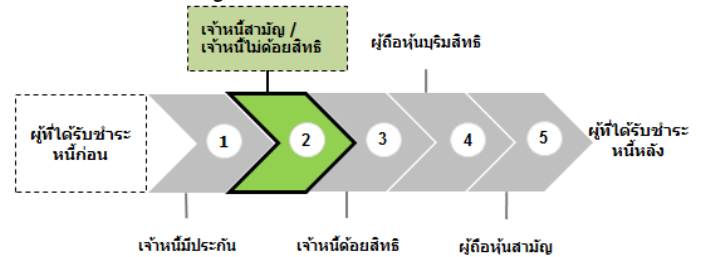 เจ้าหนี้สามัญ /
เจ้าหนี้ไม่ด้อยสิทธิ
ผู้ถือหุ้นบุริมสิทธิ
ผู้ที่ได้รับชำระ
หนี้ก่อน
1
2
3
4
5
ผู้ที่ได้รับชำระ
หนี้หลัง
เจ้าหนี้มีประกัน
เจ้าหนี้ด้อยสิทธิ
ผู้ถือหุ้นสามัญ